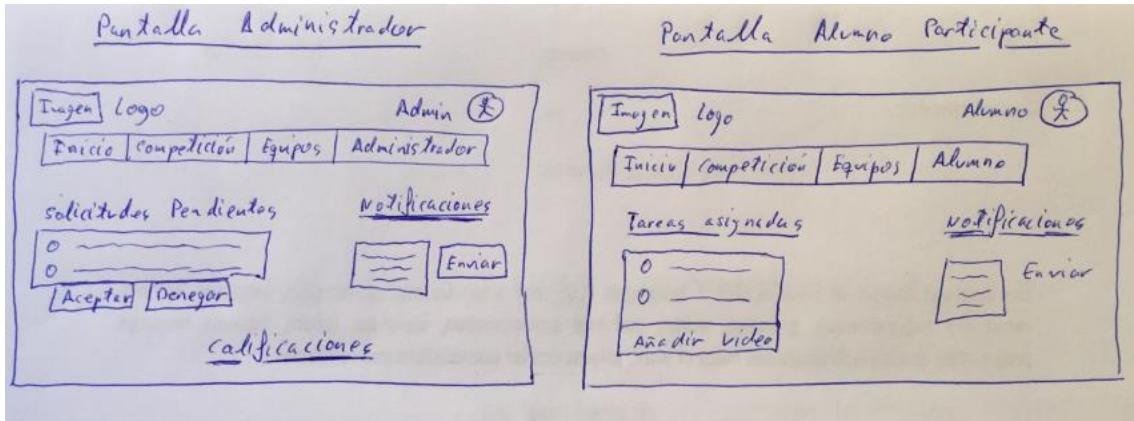 Pantalla Administrador
Imagen Logo Admin
Inicio Competición Equipos Administrador
Solicitudes Pendientes Notificaciones
Enviar
Aceptar Denegar
Calificaciones
Pantalla Alumno Participante
Imagen Logo Alumno
Inicio Competición Equipos Alumno
Tareas asignadas Notificaciones
Enviar
Añadir video